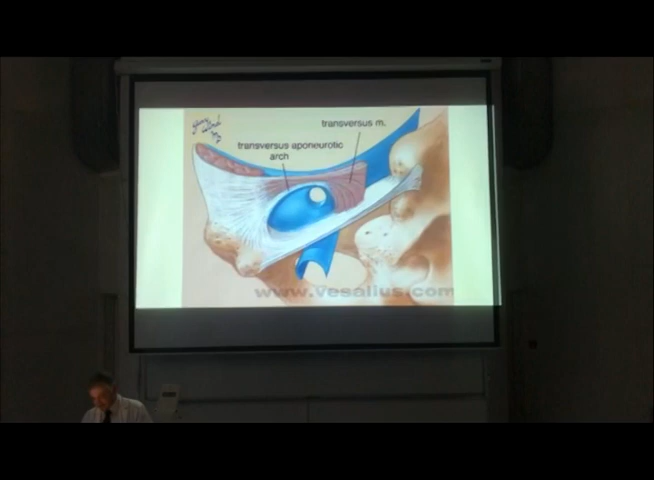 transversus m.
transversus aponeurotic
arch
www.vesalius.com